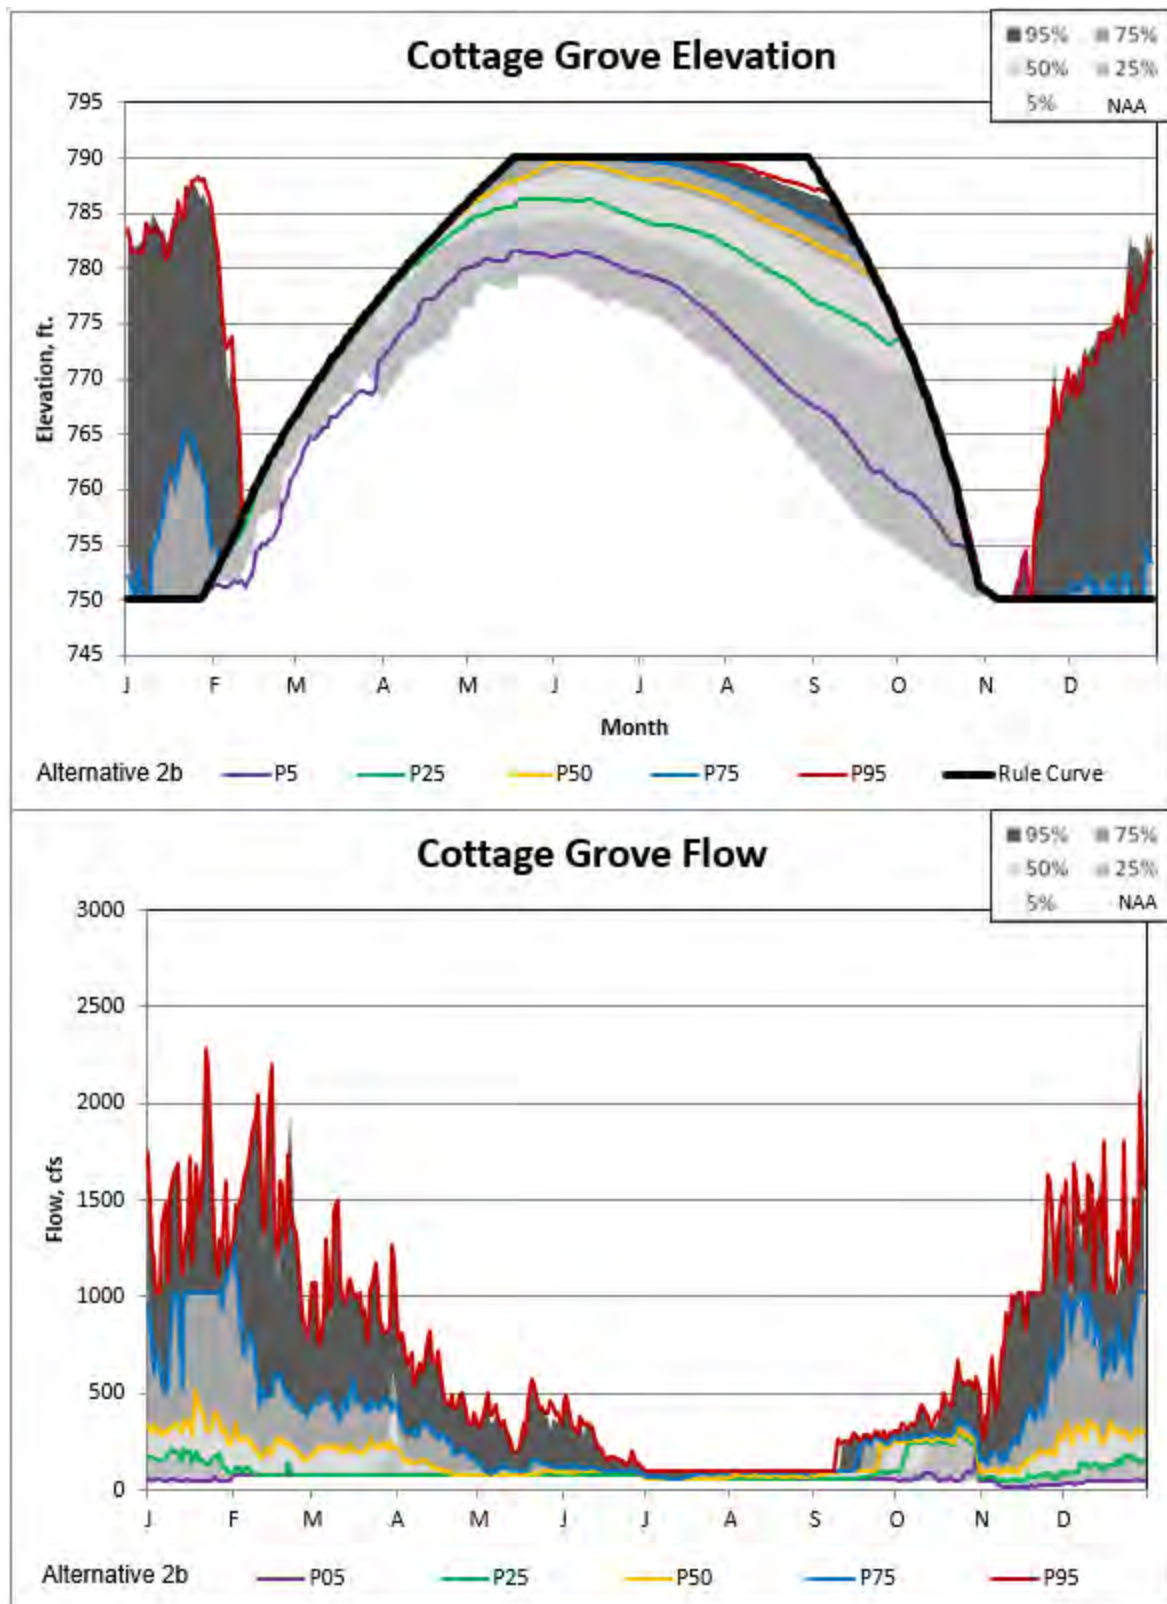 Cottage Grove Elevation
95% 75%
50% 25%
5% NAA
795
790
785
780
775
770
765
760
755
750
745
Elevation, ft.
J F M A M J J A S O N D
Month
Alternative 2b P5 P25 P50 P75 P95 Rule Curve
Cottage Grove Flow
95% 75%
50% 25%
5% NAA
3000
2500
2000
1500
1000
500
0
Flow, cfs
J F M A M J J A S O N D
Alternative 2b P05 P25 P50 P75 P95